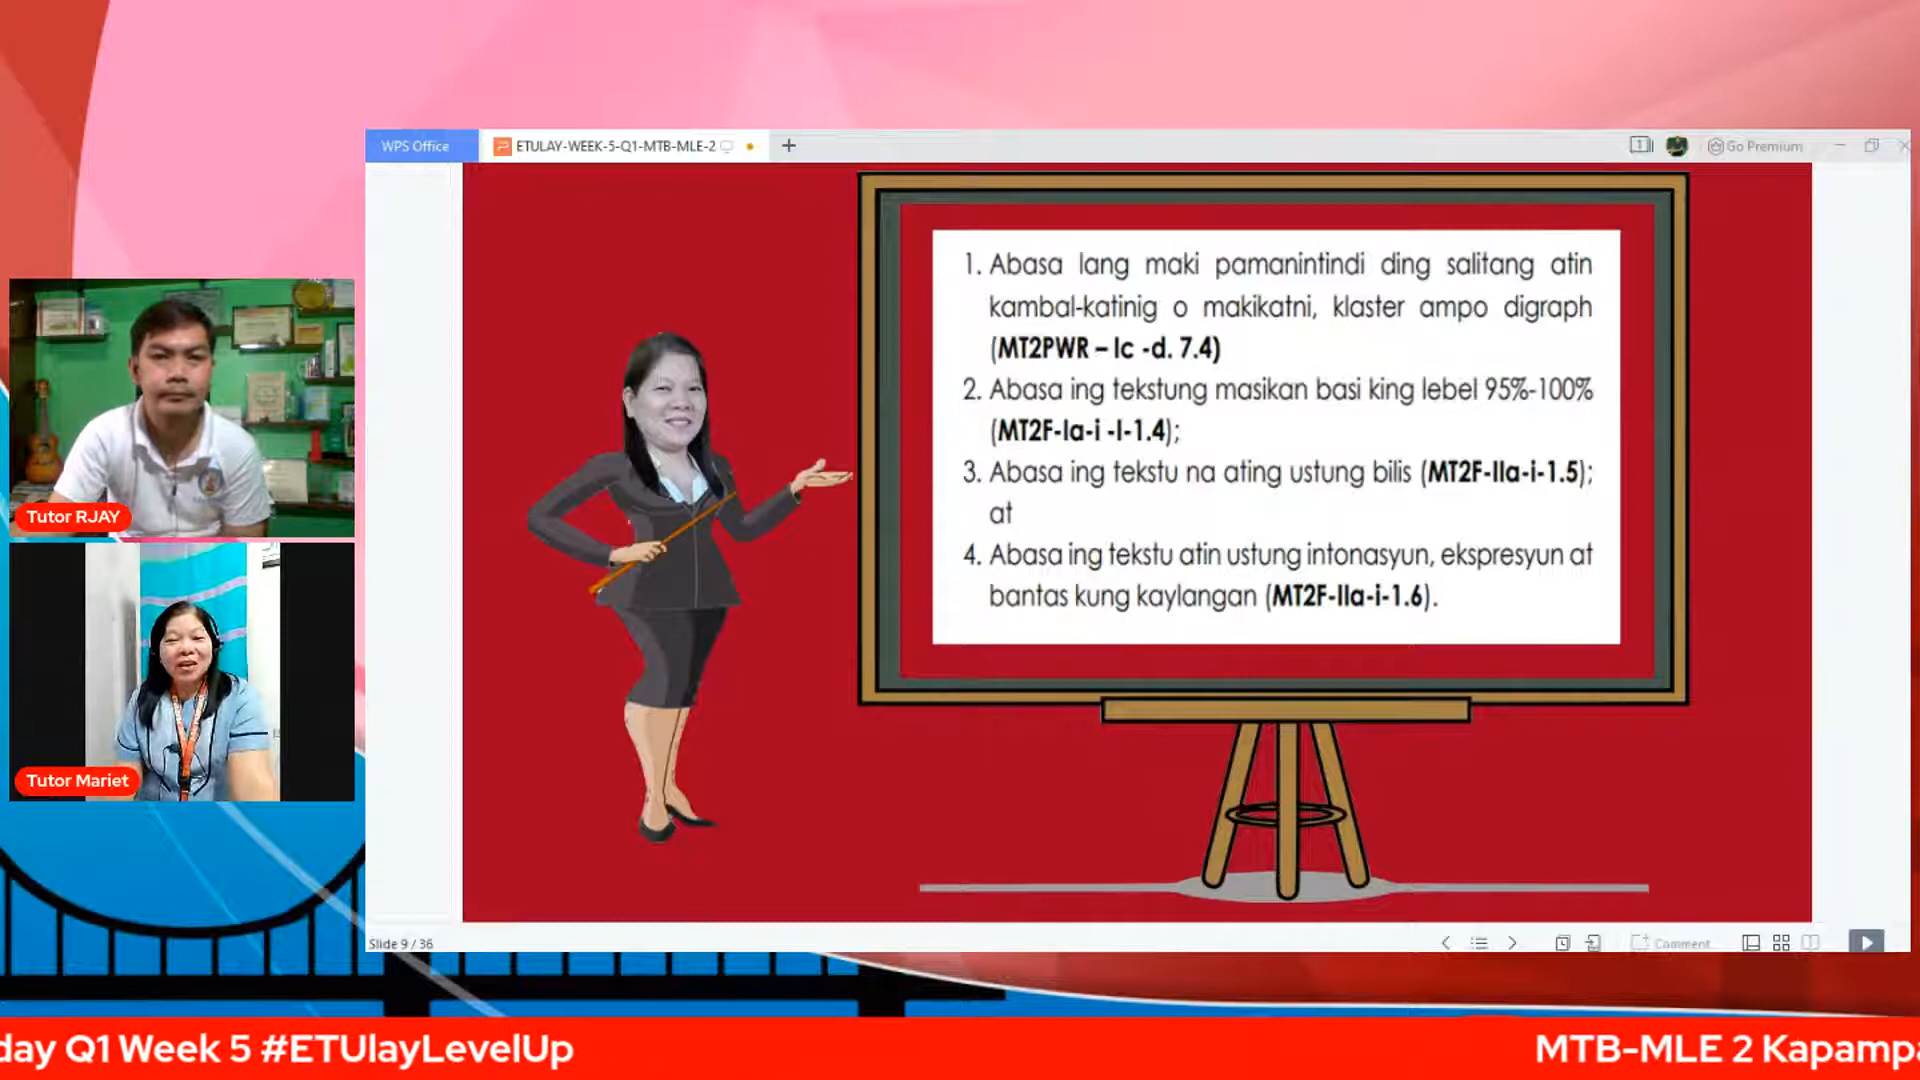 WPS Office
ETULAY-WEEK-5-Q1-MTB-MLE-2
Go Premium
1. Abasa lang maki pamanintindi ding salitang atin
kambal-katinig o makikatni, klaster ampo digraph
(MT2PWR – Ic -d. 7.4)
2. Abasa ing tekstung masikan basi king lebel 95%-100%
(MT2F-Ia-i -I-1.4);
3. Abasa ing tekstu na ating ustung bilis (MT2F-IIa-i-1.5);
at
4. Abasa ing tekstu atin ustung intonasyun, ekspresyun at
bantas kung kaylangan (MT2F-IIa-i-1.6).
Tutor RJAY
Tutor Mariet
Slide 9 / 36
Comment
day Q1 Week 5 #ETUlayLevelUp
MTB-MLE 2 Kapampa